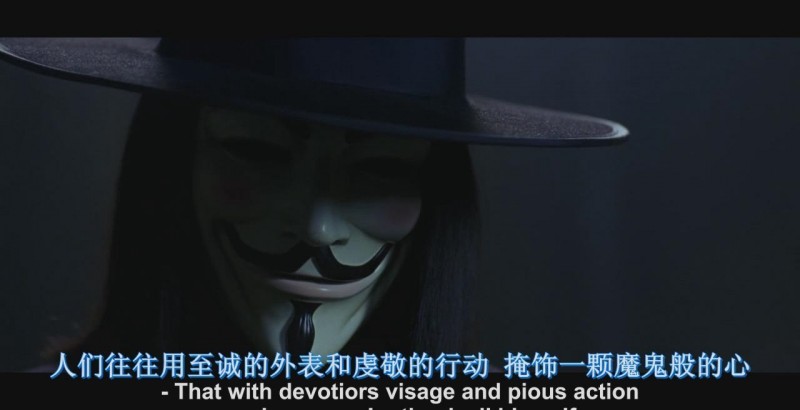 人们往往用至诚的外表和虔敬的行动 掩饰一颗魔鬼般的心
- That with devotiors visage and pious action